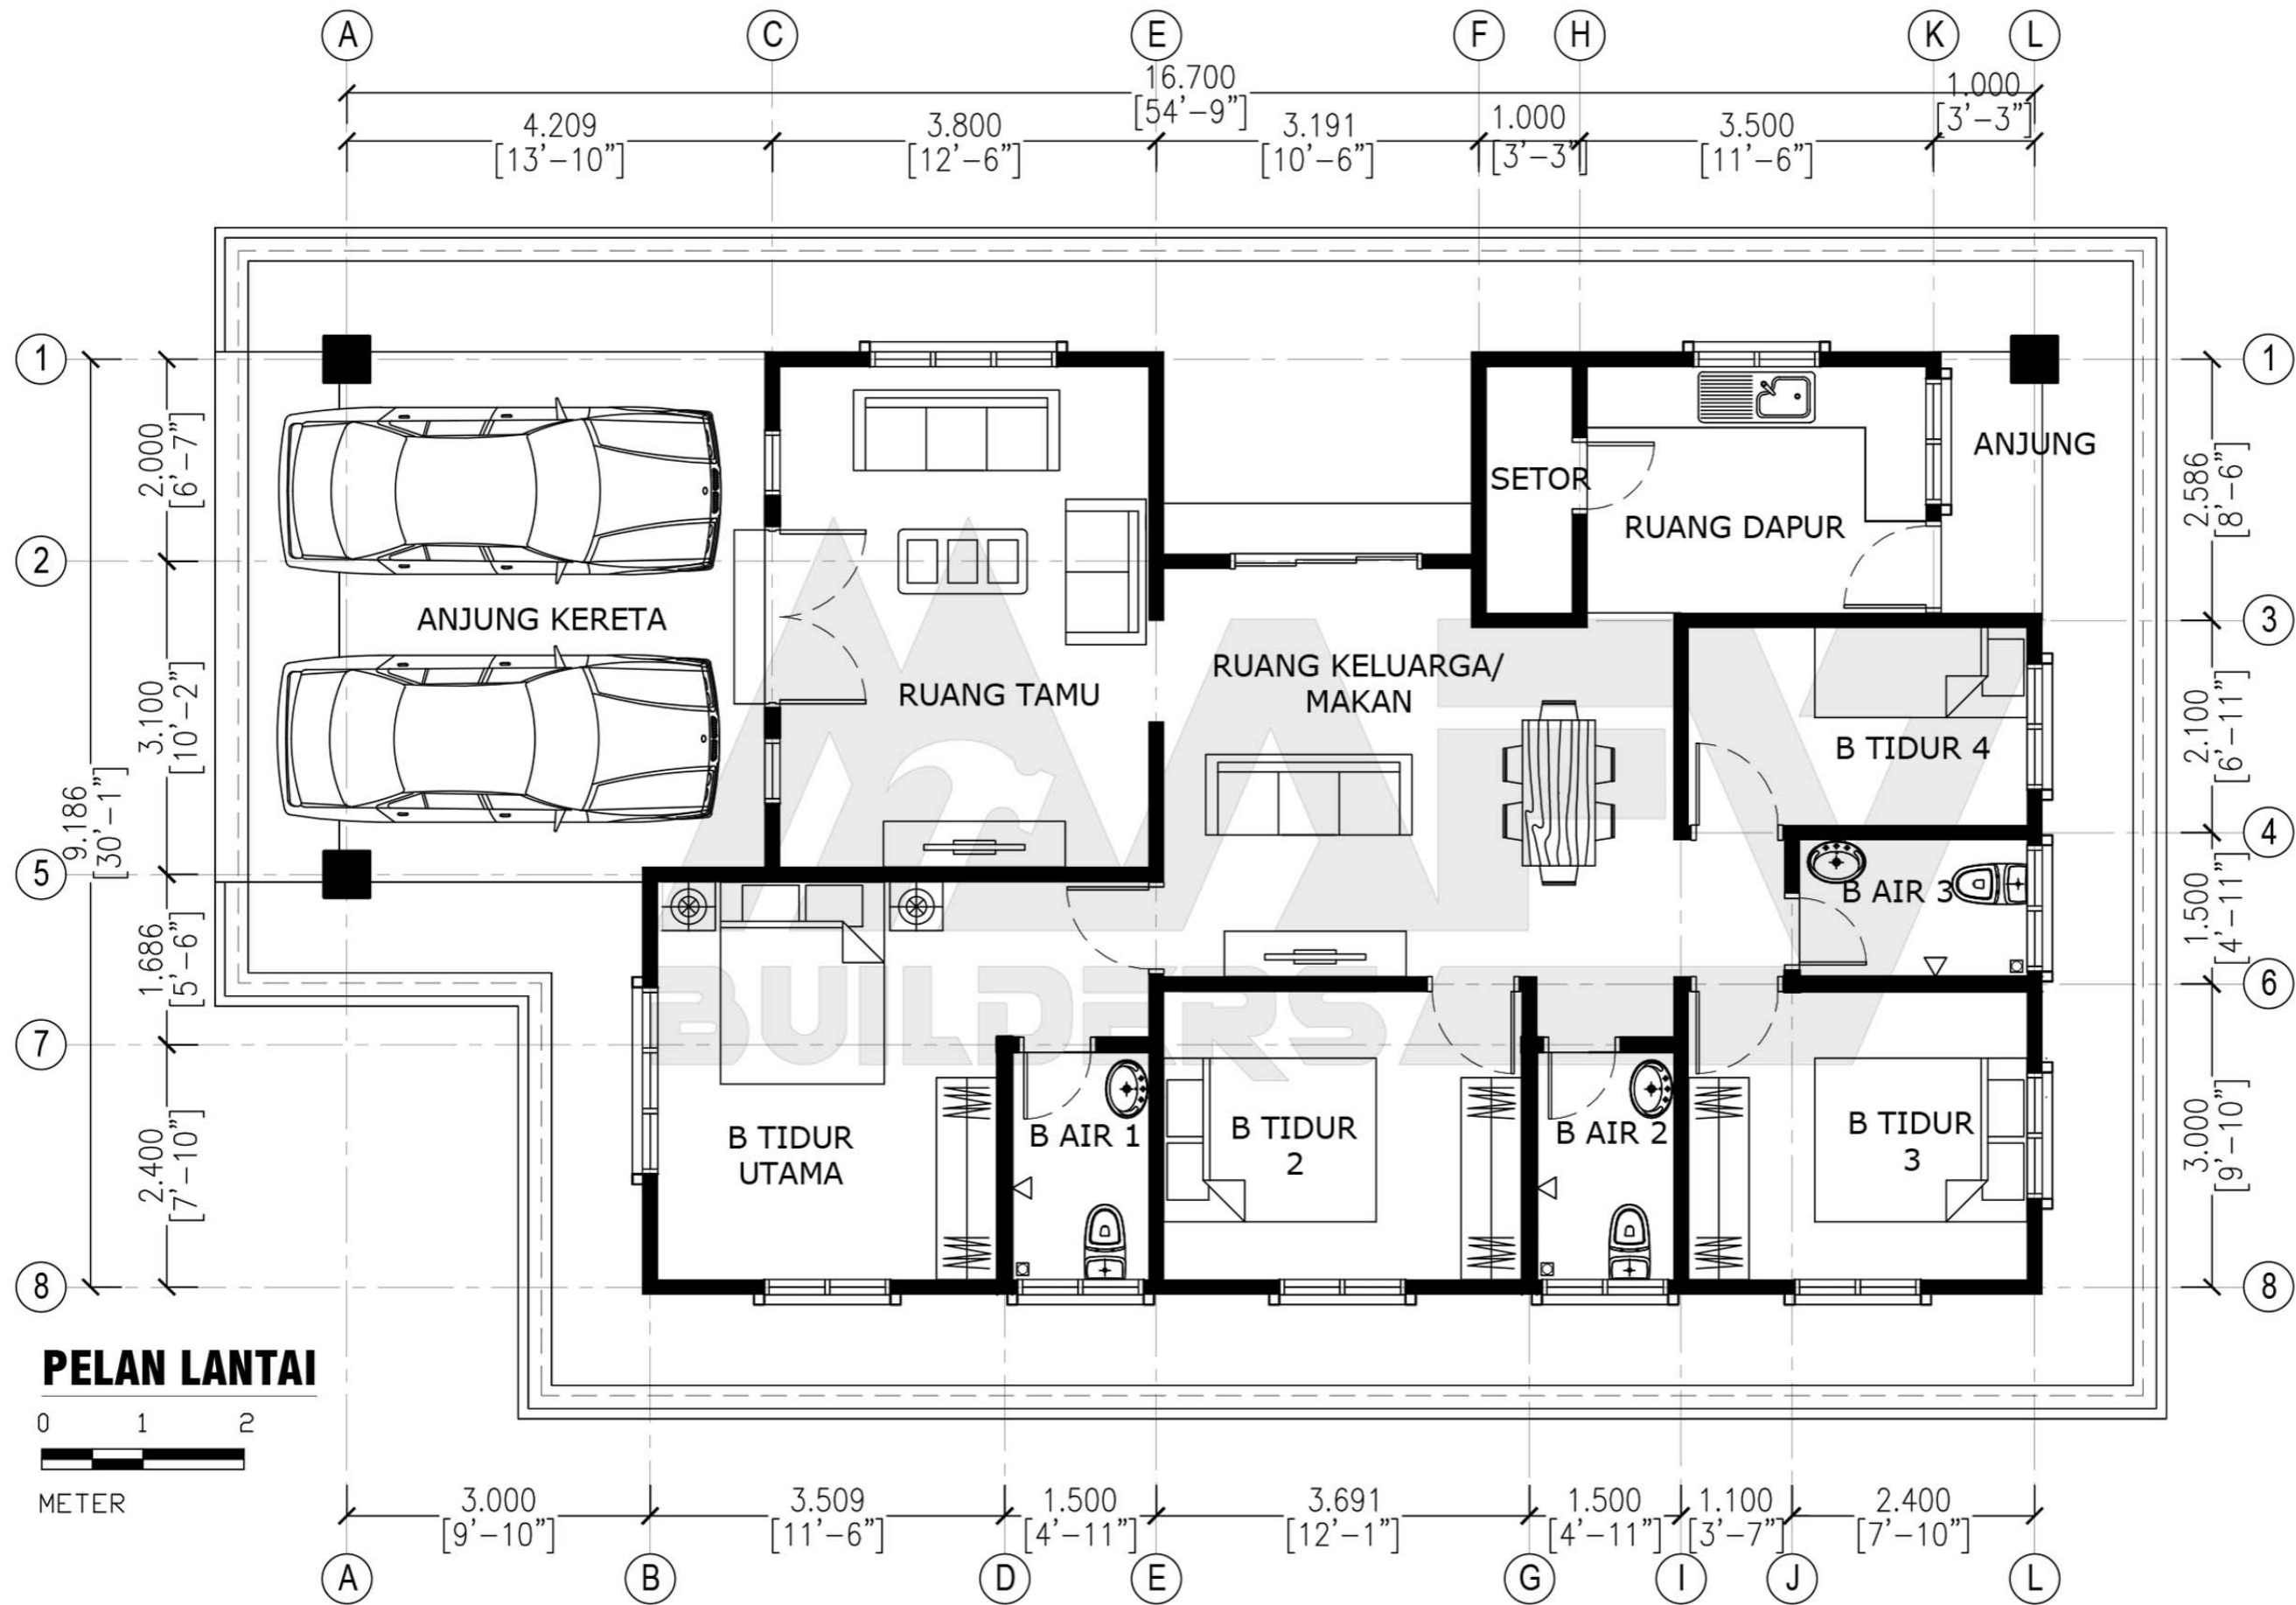 A C E F H K L
16.700
[54'-9"]
1.000
[3'-3"]
4.209
[13'-10"]
3.800
[12'-6"]
3.191
[10'-6"]
1.000
[3'-3"]
3.500
[11'-6"]
1
1
2.000
[6'-7"]
2.586
[8'-6"]
ANJUNG
SETOR
RUANG DAPUR
2
3
ANJUNG KERETA
RUANG TAMU
RUANG KELUARGA/
MAKAN
3.100
[10'-2"]
2.100
[6'-11"]
B TIDUR 4
9.186
[30'-1"]
4
5
B AIR 3
1.500
[4'-11"]
1.686
[5'-6"]
6
BUILDERS
7
B TIDUR
UTAMA
B AIR 1
B TIDUR
2
B AIR 2
B TIDUR
3
2.400
[7'-10"]
3.000
[9'-10"]
8
8
PELAN LANTAI
0 1 2
METER
3.000
[9'-10"]
3.509
[11'-6"]
1.500
[4'-11"]
3.691
[12'-1"]
1.500
[4'-11"]
1.100
[3'-7"]
2.400
[7'-10"]
A B D E G I J L